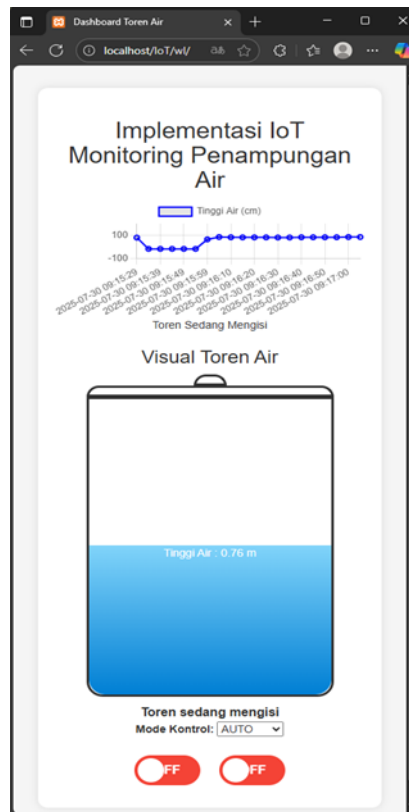 Dashboard Toren Air
localhost/IoT/wl/
Implementasi IoT
Monitoring Penampungan
Air
Tinggi Air (cm)
100
-100
2025-07-30 09:15:29
2025-07-30 09:15:39
2025-07-30 09:15:49
2025-07-30 09:15:59
2025-07-30 09:16:10
2025-07-30 09:16:20
2025-07-30 09:16:30
2025-07-30 09:16:40
2025-07-30 09:16:50
2025-07-30 09:17:00
Toren Sedang Mengisi
Visual Toren Air
Tinggi Air : 0.76 m
Toren sedang mengisi
Mode Kontrol: AUTO
FF FF